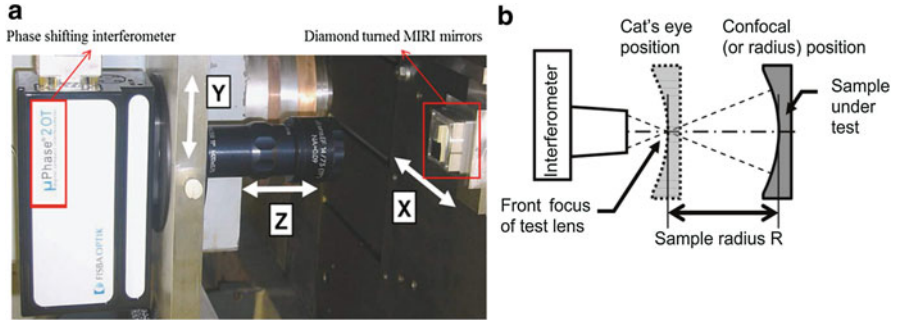 a
Phase shifting interferometer
Diamond turned MIRI mirrors
µPhase®2 OT
FISBA OPTIK
Y
Z
X
b
Cat's eye
position
Confocal
(or radius) position
Interferometer
Sample
under
test
Front focus
of test lens
Sample radius R